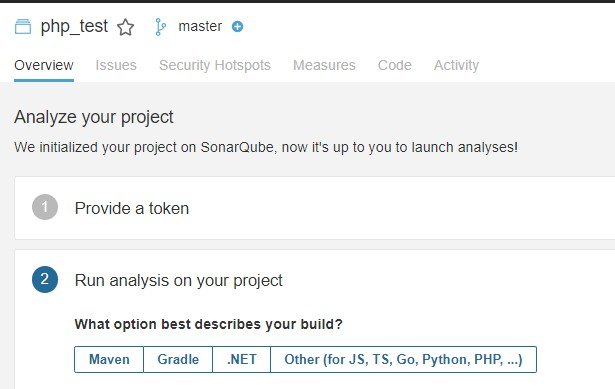 php_test master
Overview Issues Security Hotspots Measures Code Activity
Analyze your project
We initialized your project on SonarQube, now it's up to you to launch analyses!
1 Provide a token
2 Run analysis on your project
What option best describes your build?
Maven Gradle .NET Other (for JS, TS, Go, Python, PHP, ...)